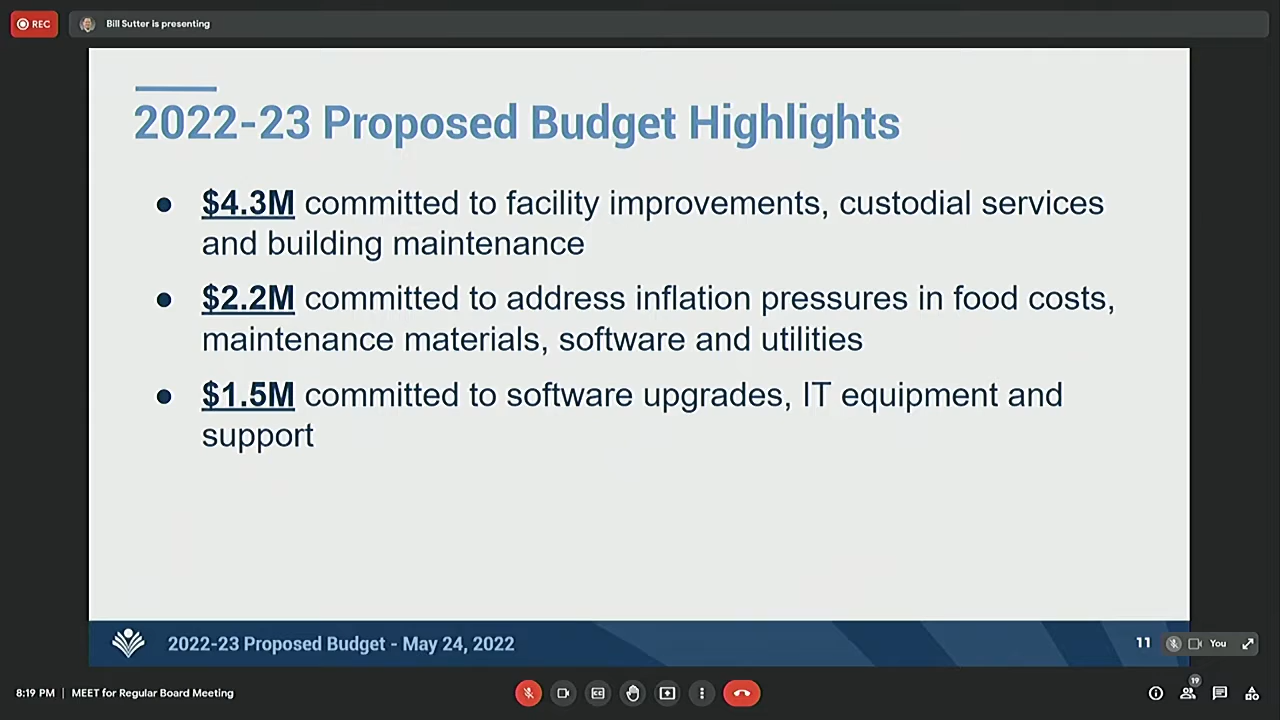 REC
Bill Sutter is presenting
2022-23 Proposed Budget Highlights
● $4.3M committed to facility improvements, custodial services
and building maintenance
● $2.2M committed to address inflation pressures in food costs,
maintenance materials, software and utilities
● $1.5M committed to software upgrades, IT equipment and
support
2022-23 Proposed Budget - May 24, 2022
11
You
8:19 PM | MEET for Regular Board Meeting
19